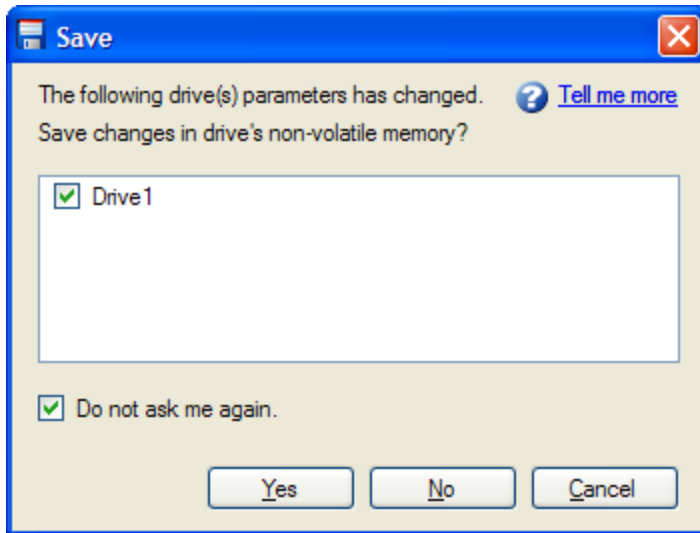 Save
The following drive(s) parameters has changed. Tell me more
Save changes in drive's non-volatile memory?
Drive1
Do not ask me again.
Yes No Cancel